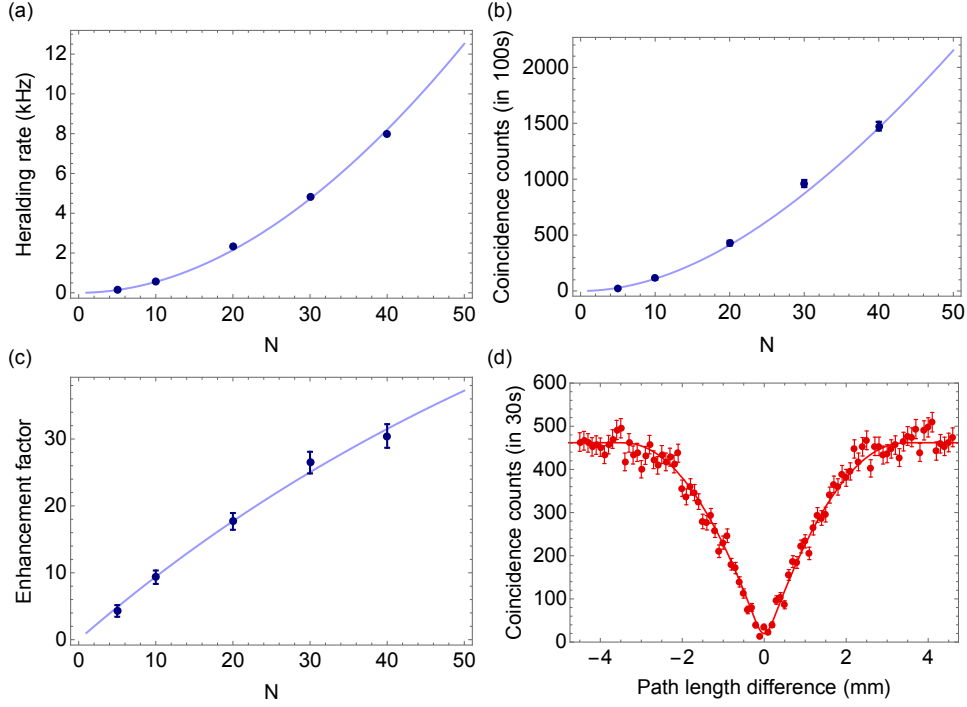 (a)
Heralding rate (kHz)
12
10
8
6
4
2
0
0 10 20 30 40 50
N
(b)
Coincidence counts (in 100s)
2000
1500
1000
500
0
0 10 20 30 40 50
N
(c)
Enhancement factor
30
20
10
0
0 10 20 30 40 50
N
(d)
Coincidence counts (in 30s)
600
500
400
300
200
100
0
−4 −2 0 2 4
Path length difference (mm)